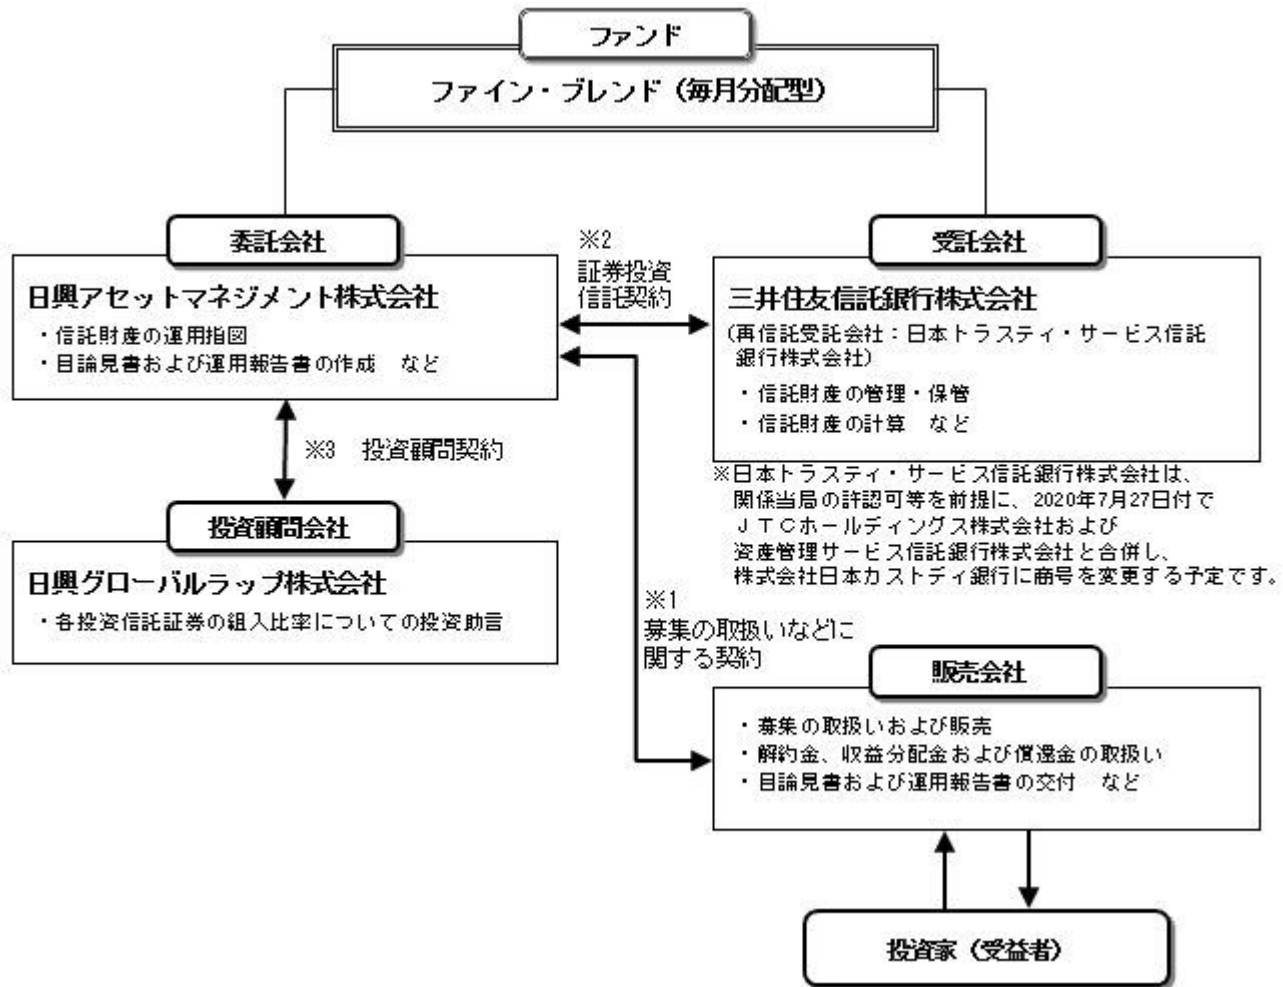 ファンド
ファイン・ブレンド（毎月分配型）
委託会社
日興アセットマネジメント株式会社
・信託財産の運用指図
・目論見書および運用報告書の作成　など
※2
証券投資
信託契約
受託会社
三井住友信託銀行株式会社
(再信託受託会社：日本トラスティ・サービス信託
銀行株式会社)
・信託財産の管理・保管
・信託財産の計算　など
※日本トラスティ・サービス信託銀行株式会社は、
関係当局の許認可等を前提に、2020年7月27日付で
ＪＴＣホールディングス株式会社および
資産管理サービス信託銀行株式会社と合併し、
株式会社日本カストディ銀行に商号を変更する予定です。
※3　投資顧問契約
投資顧問会社
日興グローバルラップ株式会社
・各投資信託証券の組入比率についての投資助言
※1
募集の取扱いなどに
関する契約
販売会社
・募集の取扱いおよび販売
・解約金、収益分配金および償還金の取扱い
・目論見書および運用報告書の交付　など
投資家（受益者）